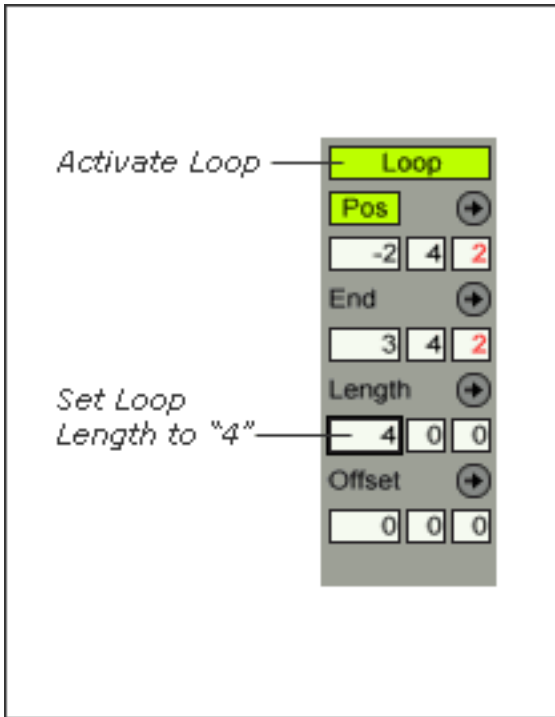 Activate Loop
Loop
Pos
-2 4 2
End
3 4 2
Length
Set Loop
Length to "4"
4 0 0
Offset
0 0 0